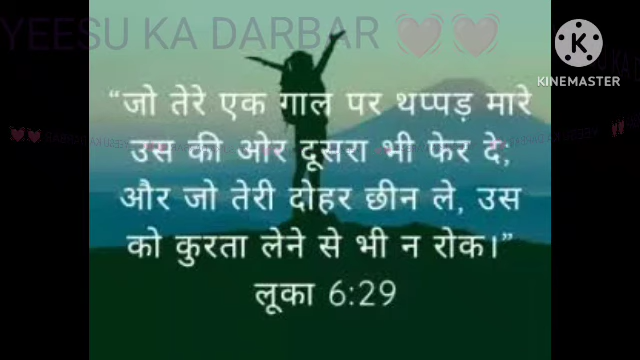 YEESU KA DARBAR
KINEMASTER
“जो तेरे एक गाल पर थप्पड़ मारे
उस की ओर दूसरा भी फेर दे;
और जो तेरी दोहर छीन ले, उस
को कुरता लेने से भी न रोक।”
लूका 6:29